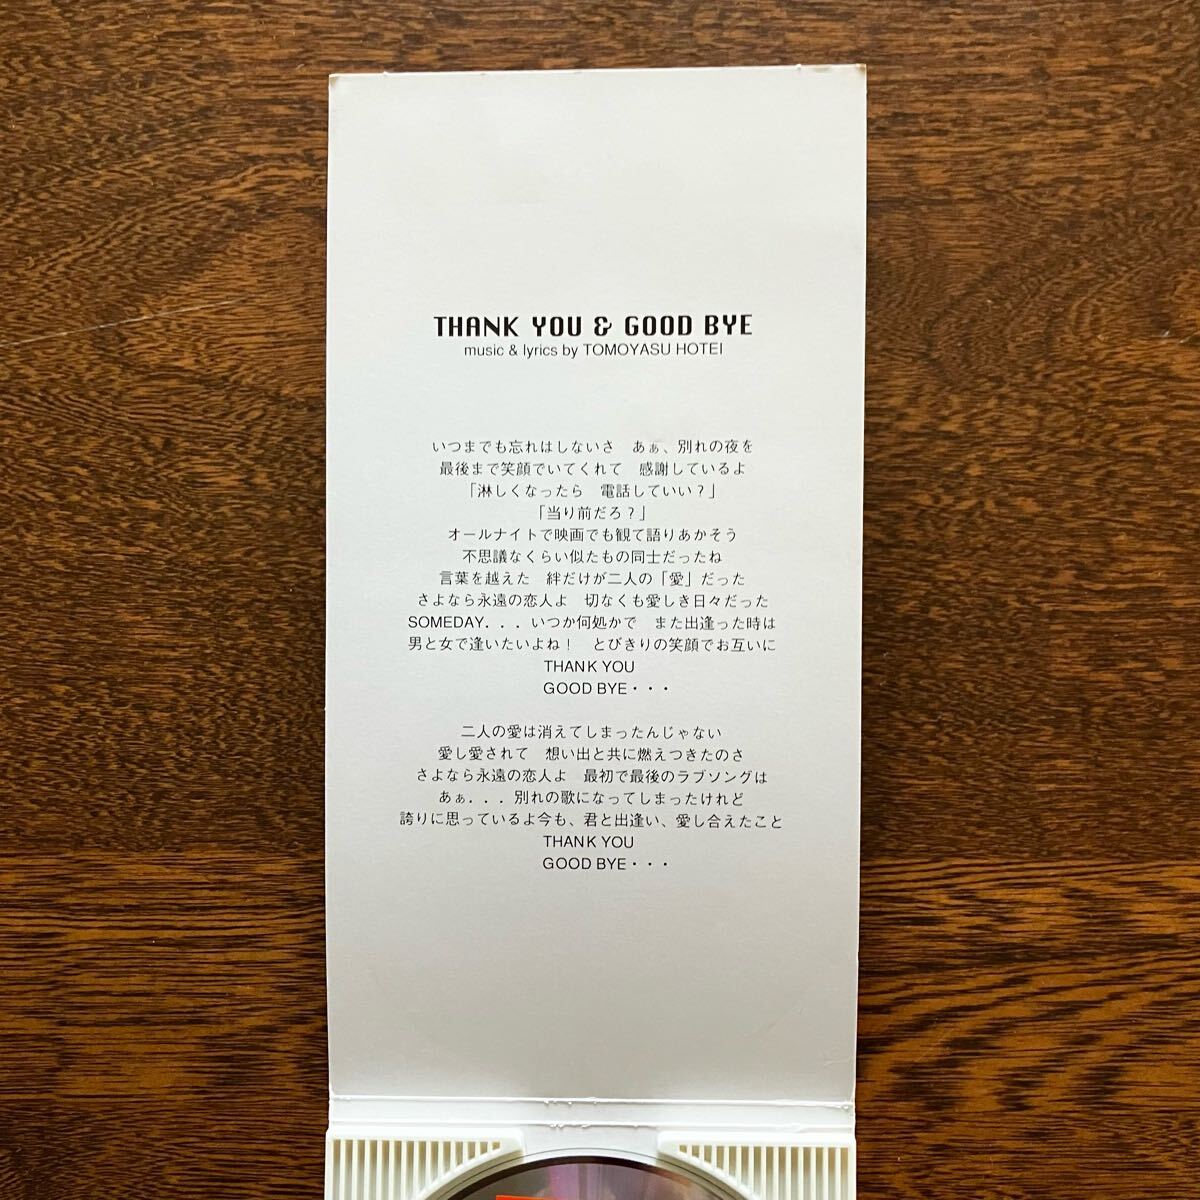 THANK YOU & GOOD BYE
music & lyrics by TOMOYASU HOTEI
いつまでも忘れはしないさ　あぁ、別れの夜を
最後まで笑顔でいてくれて　感謝しているよ
「淋しくなったら　電話していい？」
「当り前だろ？」
オールナイトで映画でも観て語りあかそう
不思議なくらい似たもの同士だったね
言葉を越えた　絆だけが二人の「愛」だった
さよなら永遠の恋人よ　切なくも愛しき日々だった
SOMEDAY．．．いつか何処かで　また出逢った時は
男と女で逢いたいよね！　とびきりの笑顔でお互いに
THANK YOU
GOOD BYE・・・
二人の愛は消えてしまったんじゃない
愛し愛されて　想い出と共に燃えつきたのさ
さよなら永遠の恋人よ　最初で最後のラブソングは
あぁ．．．別れの歌になってしまったけれど
誇りに思っているよ今も、君と出逢い、愛し合えたこと
THANK YOU
GOOD BYE・・・